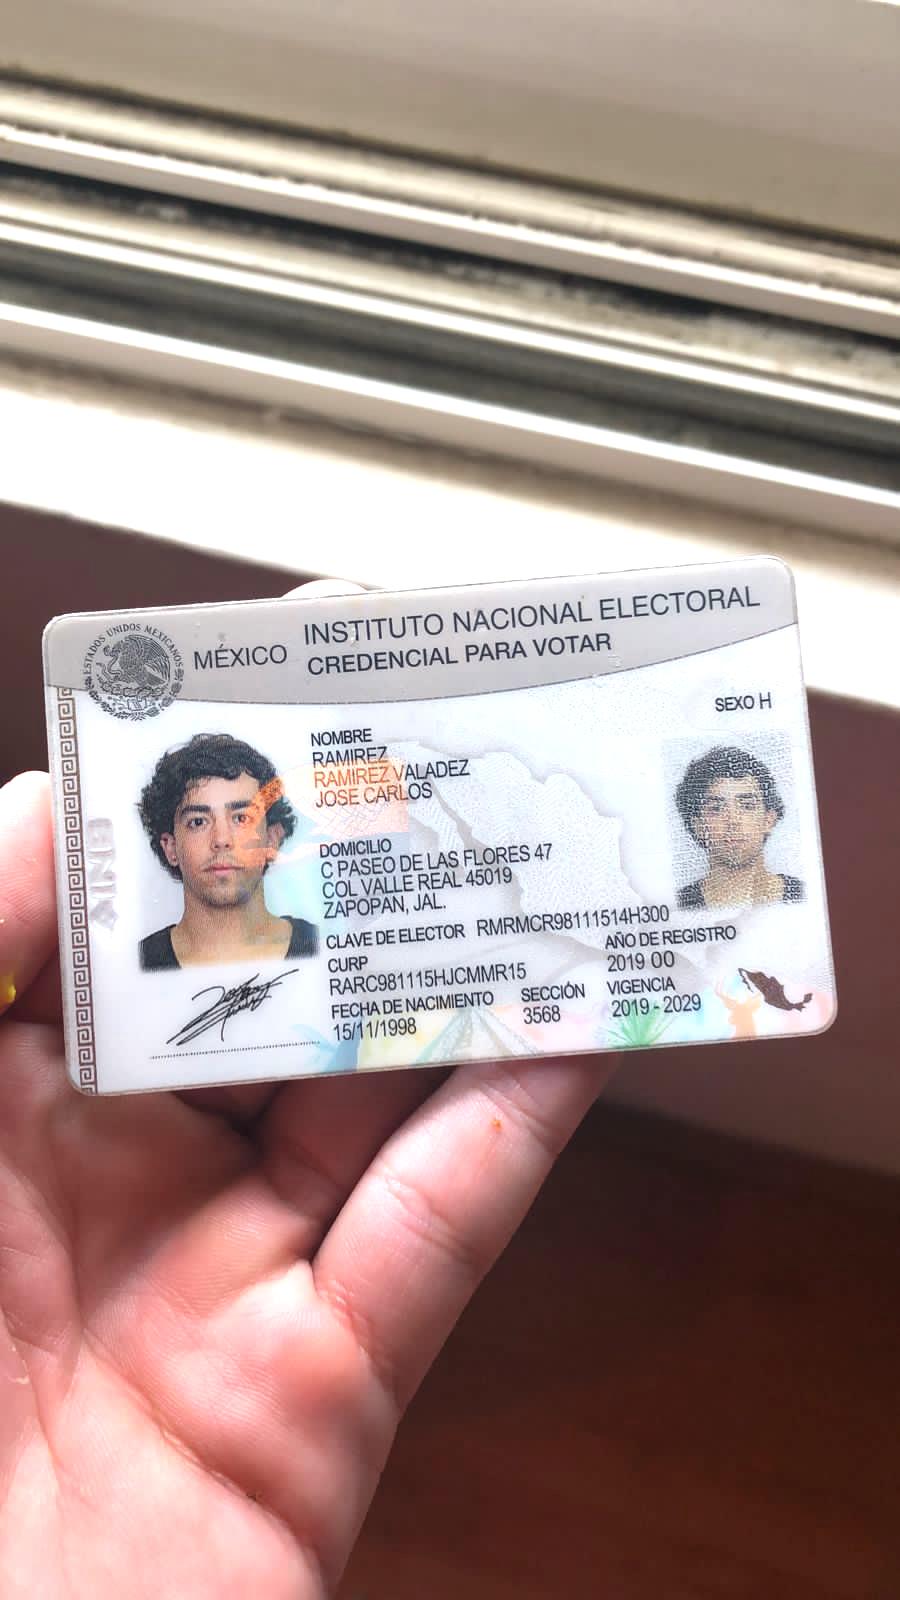 ESTADOS UNIDOS MEXICANOS
MÉXICO
INSTITUTO NACIONAL ELECTORAL
CREDENCIAL PARA VOTAR
SEXO H
NOMBRE
RAMIREZ
RAMIREZ VALADEZ
JOSE CARLOS
DOMICILIO
C PASEO DE LAS FLORES 47
COL VALLE REAL 45019
ZAPOPAN, JAL.
CLAVE DE ELECTOR RMRMCR98111514H300
CURP
RARC981115HJCMMR15
AÑO DE REGISTRO
2019 00
FECHA DE NACIMIENTO
15/11/1998
SECCIÓN
3568
VIGENCIA
2019 - 2029